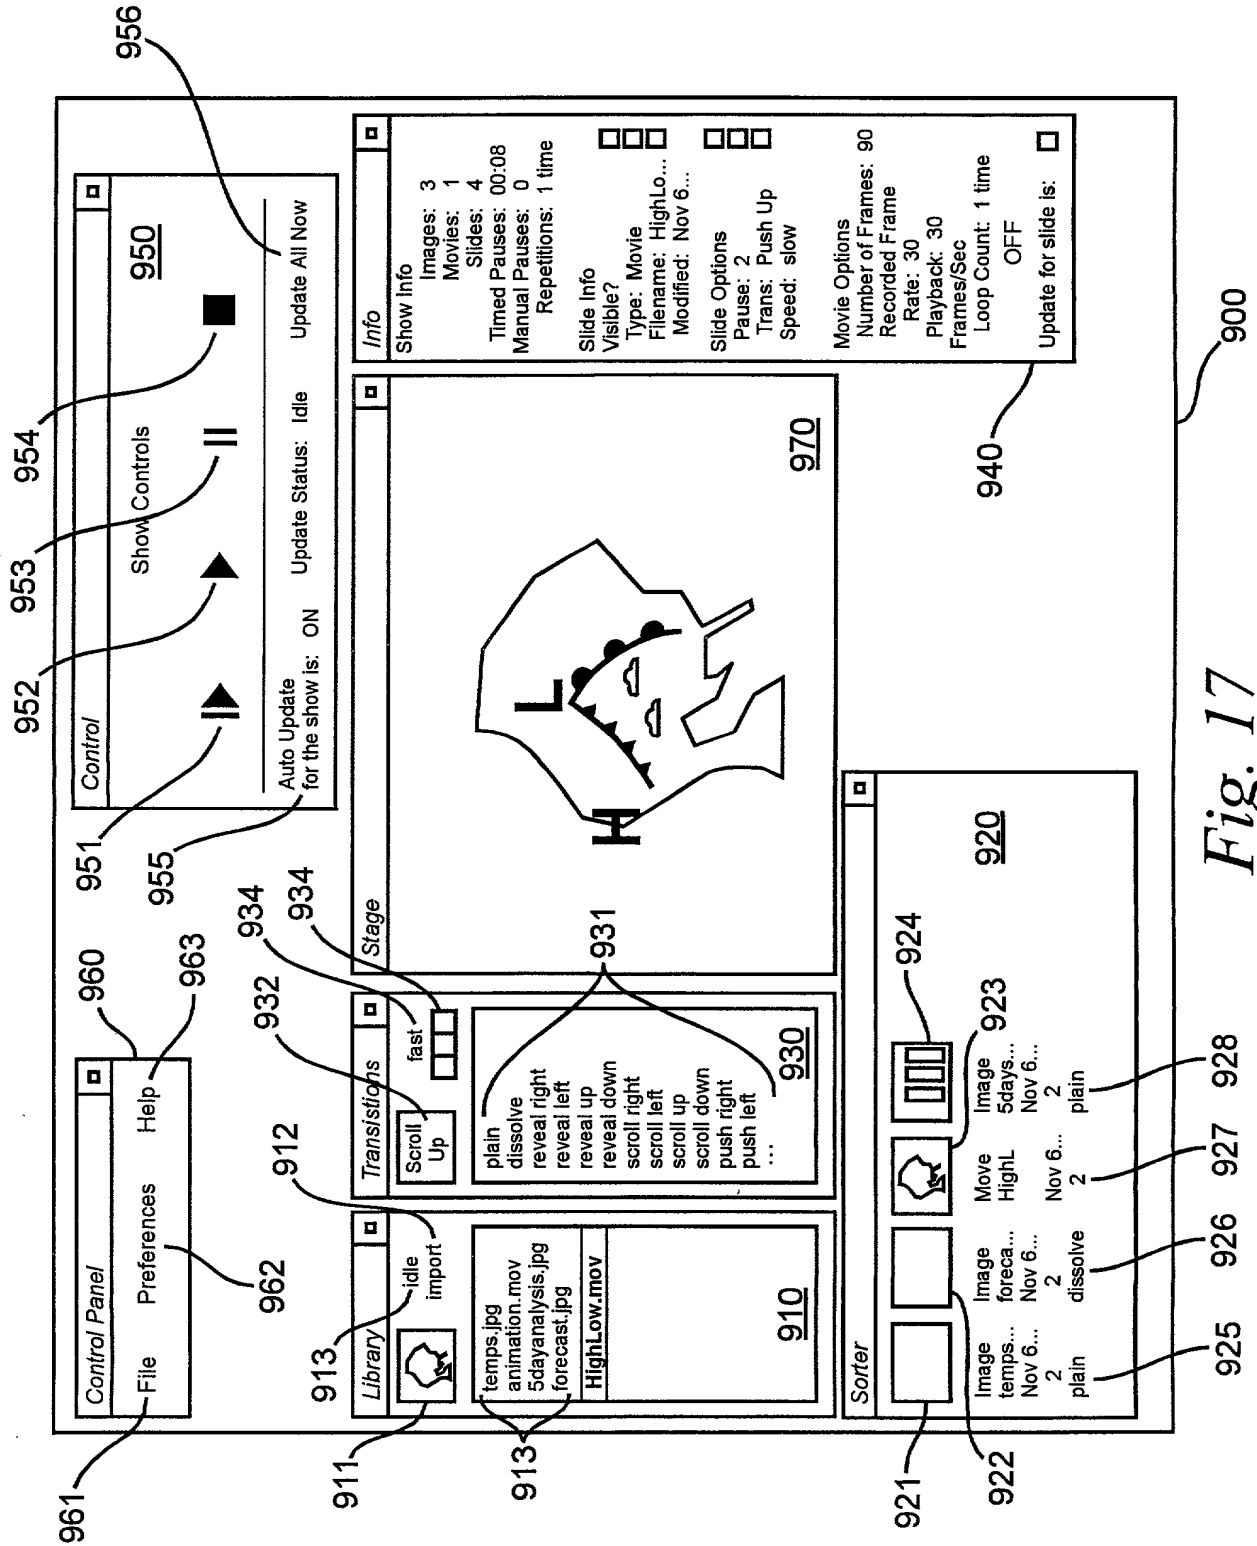 961
Control Panel
File
Preferences
Help
962
960
963
956
954
953
952
951
955
Control
Show Controls
950
Auto Update
for the show is: ON
Update Status: Idle
Update All Now
913
912
911
913
Library
idle
import
temps.jpg
animation.mov
5dayanalysis.jpg
forecast.jpg
HighLow.mov
910
932
934
934
Transistions
Scroll
Up
fast
plain
dissolve
reveal right
reveal left
reveal up
reveal down
scroll right
scroll left
scroll up
scroll down
push right
push left
...
930
931
Stage
H
L
970
Info
Show Info
Images: 3
Movies: 1
Slides: 4
Timed Pauses: 00:08
Manual Pauses: 0
Repetitions: 1 time
Slide Info
Visible?
Type: Movie
Filename: HighLo...
Modified: Nov 6...
Slide Options
Pause: 2
Trans: Push Up
Speed: slow
Movie Options
Number of Frames: 90
Recorded Frame
Rate: 30
Playback: 30
Frames/Sec
Loop Count: 1 time
OFF
Update for slide is:
940
Sorter
921
922
923
924
920
Image
temps...
Nov 6...
2
plain
Image
foreca...
Nov 6...
2
dissolve
Move
HighL
Nov 6...
2
Image
5days...
Nov 6...
2
plain
925
926
927
928
900
Fig. 17